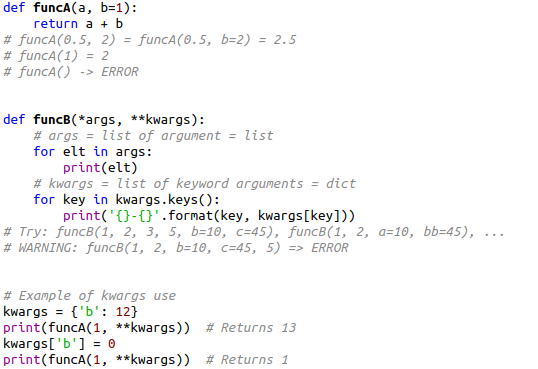 def funcA(a, b=1):
    return a + b
# funcA(0.5, 2) = funcA(0.5, b=2) = 2.5
# funcA(1) = 2
# funcA() -> ERROR


def funcB(*args, **kwargs):
    # args = list of argument = list
    for elt in args:
        print(elt)
    # kwargs = list of keyword arguments = dict
    for key in kwargs.keys():
        print('{}-{}'.format(key, kwargs[key]))
# Try: funcB(1, 2, 3, 5, b=10, c=45), funcB(1, 2, a=10, bb=45), ...
# WARNING: funcB(1, 2, b=10, c=45, 5) => ERROR


# Example of kwargs use
kwargs = {'b': 12}
print(funcA(1, **kwargs))  # Returns 13
kwargs['b'] = 0
print(funcA(1, **kwargs))  # Returns 1